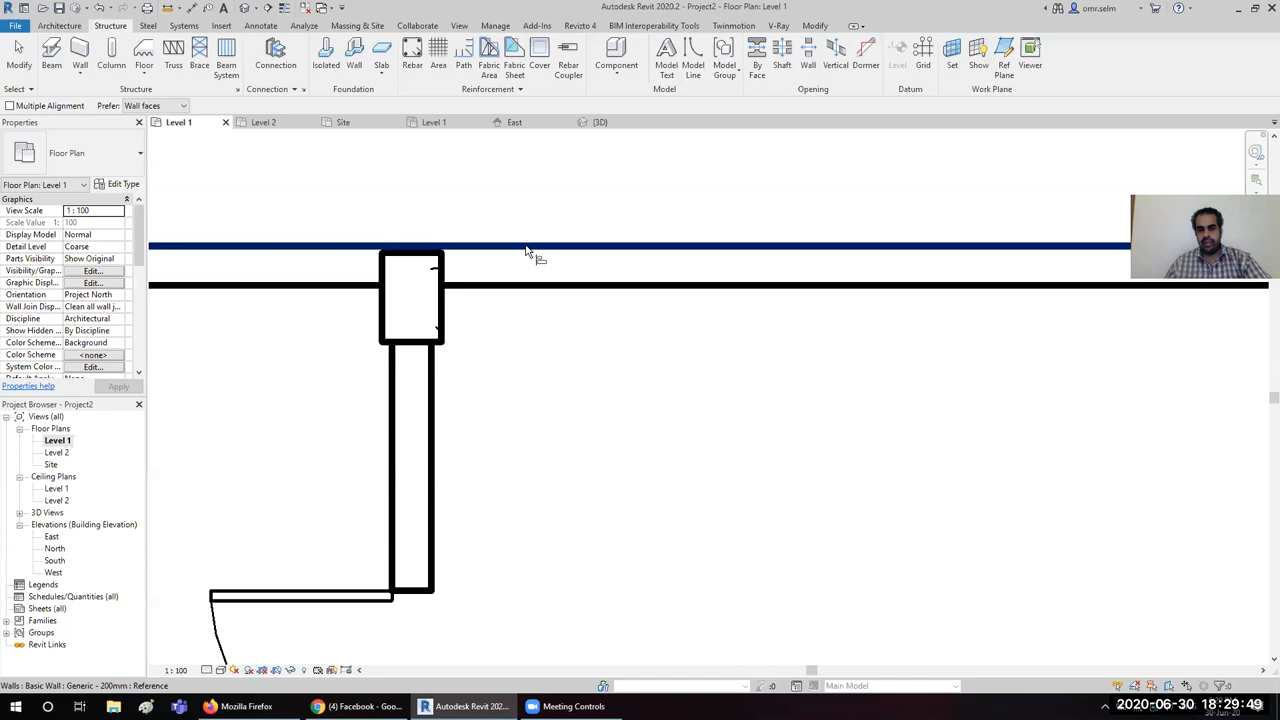 Autodesk Revit 2020.2 - Project2 - Floor Plan: Level 1
omr.selm
File Architecture Structure Steel Systems Insert Annotate Analyze Massing & Site Collaborate View Manage Add-Ins Revizto 4 BIM Interoperability Tools Twinmotion V-Ray Modify
Modify Beam Wall Column Floor Truss Brace Beam System Connection Isolated Wall Slab Rebar Area Path Fabric Area Fabric Sheet Cover Rebar Coupler Component Model Text Model Line Model Group By Face Shaft Wall Vertical Dormer Level Grid Set Show Ref Plane Viewer
Select Structure Connection Foundation Reinforcement Model Opening Datum Work Plane
Multiple Alignment Prefer: Wall faces
Properties
Level 1 Level 2 Site Level 1 East {3D}
Floor Plan
Floor Plan: Level 1 Edit Type
Graphics
View Scale 1 : 100
Scale Value 1: 100
Display Model Normal
Detail Level Coarse
Parts Visibility Show Original
Visibility/Grap... Edit...
Graphic Displ... Edit...
Orientation Project North
Wall Join Disp... Clean all wall j...
Discipline Architectural
Show Hidden ... By Discipline
Color Scheme ... Background
Color Scheme <none>
System Color ... Edit...
Properties help Apply
Project Browser - Project2
Views (all)
Floor Plans
Level 1
Level 2
Site
Ceiling Plans
Level 1
Level 2
3D Views
Elevations (Building Elevation)
East
North
South
West
Legends
Schedules/Quantities (all)
Sheets (all)
Families
Groups
Revit Links
1 : 100
Walls : Basic Wall : Generic - 200mm : Reference
:0
Main Model
:0
Mozilla Firefox
(4) Facebook - Goo...
Autodesk Revit 202...
Meeting Controls
2020-06-30 18:29:49